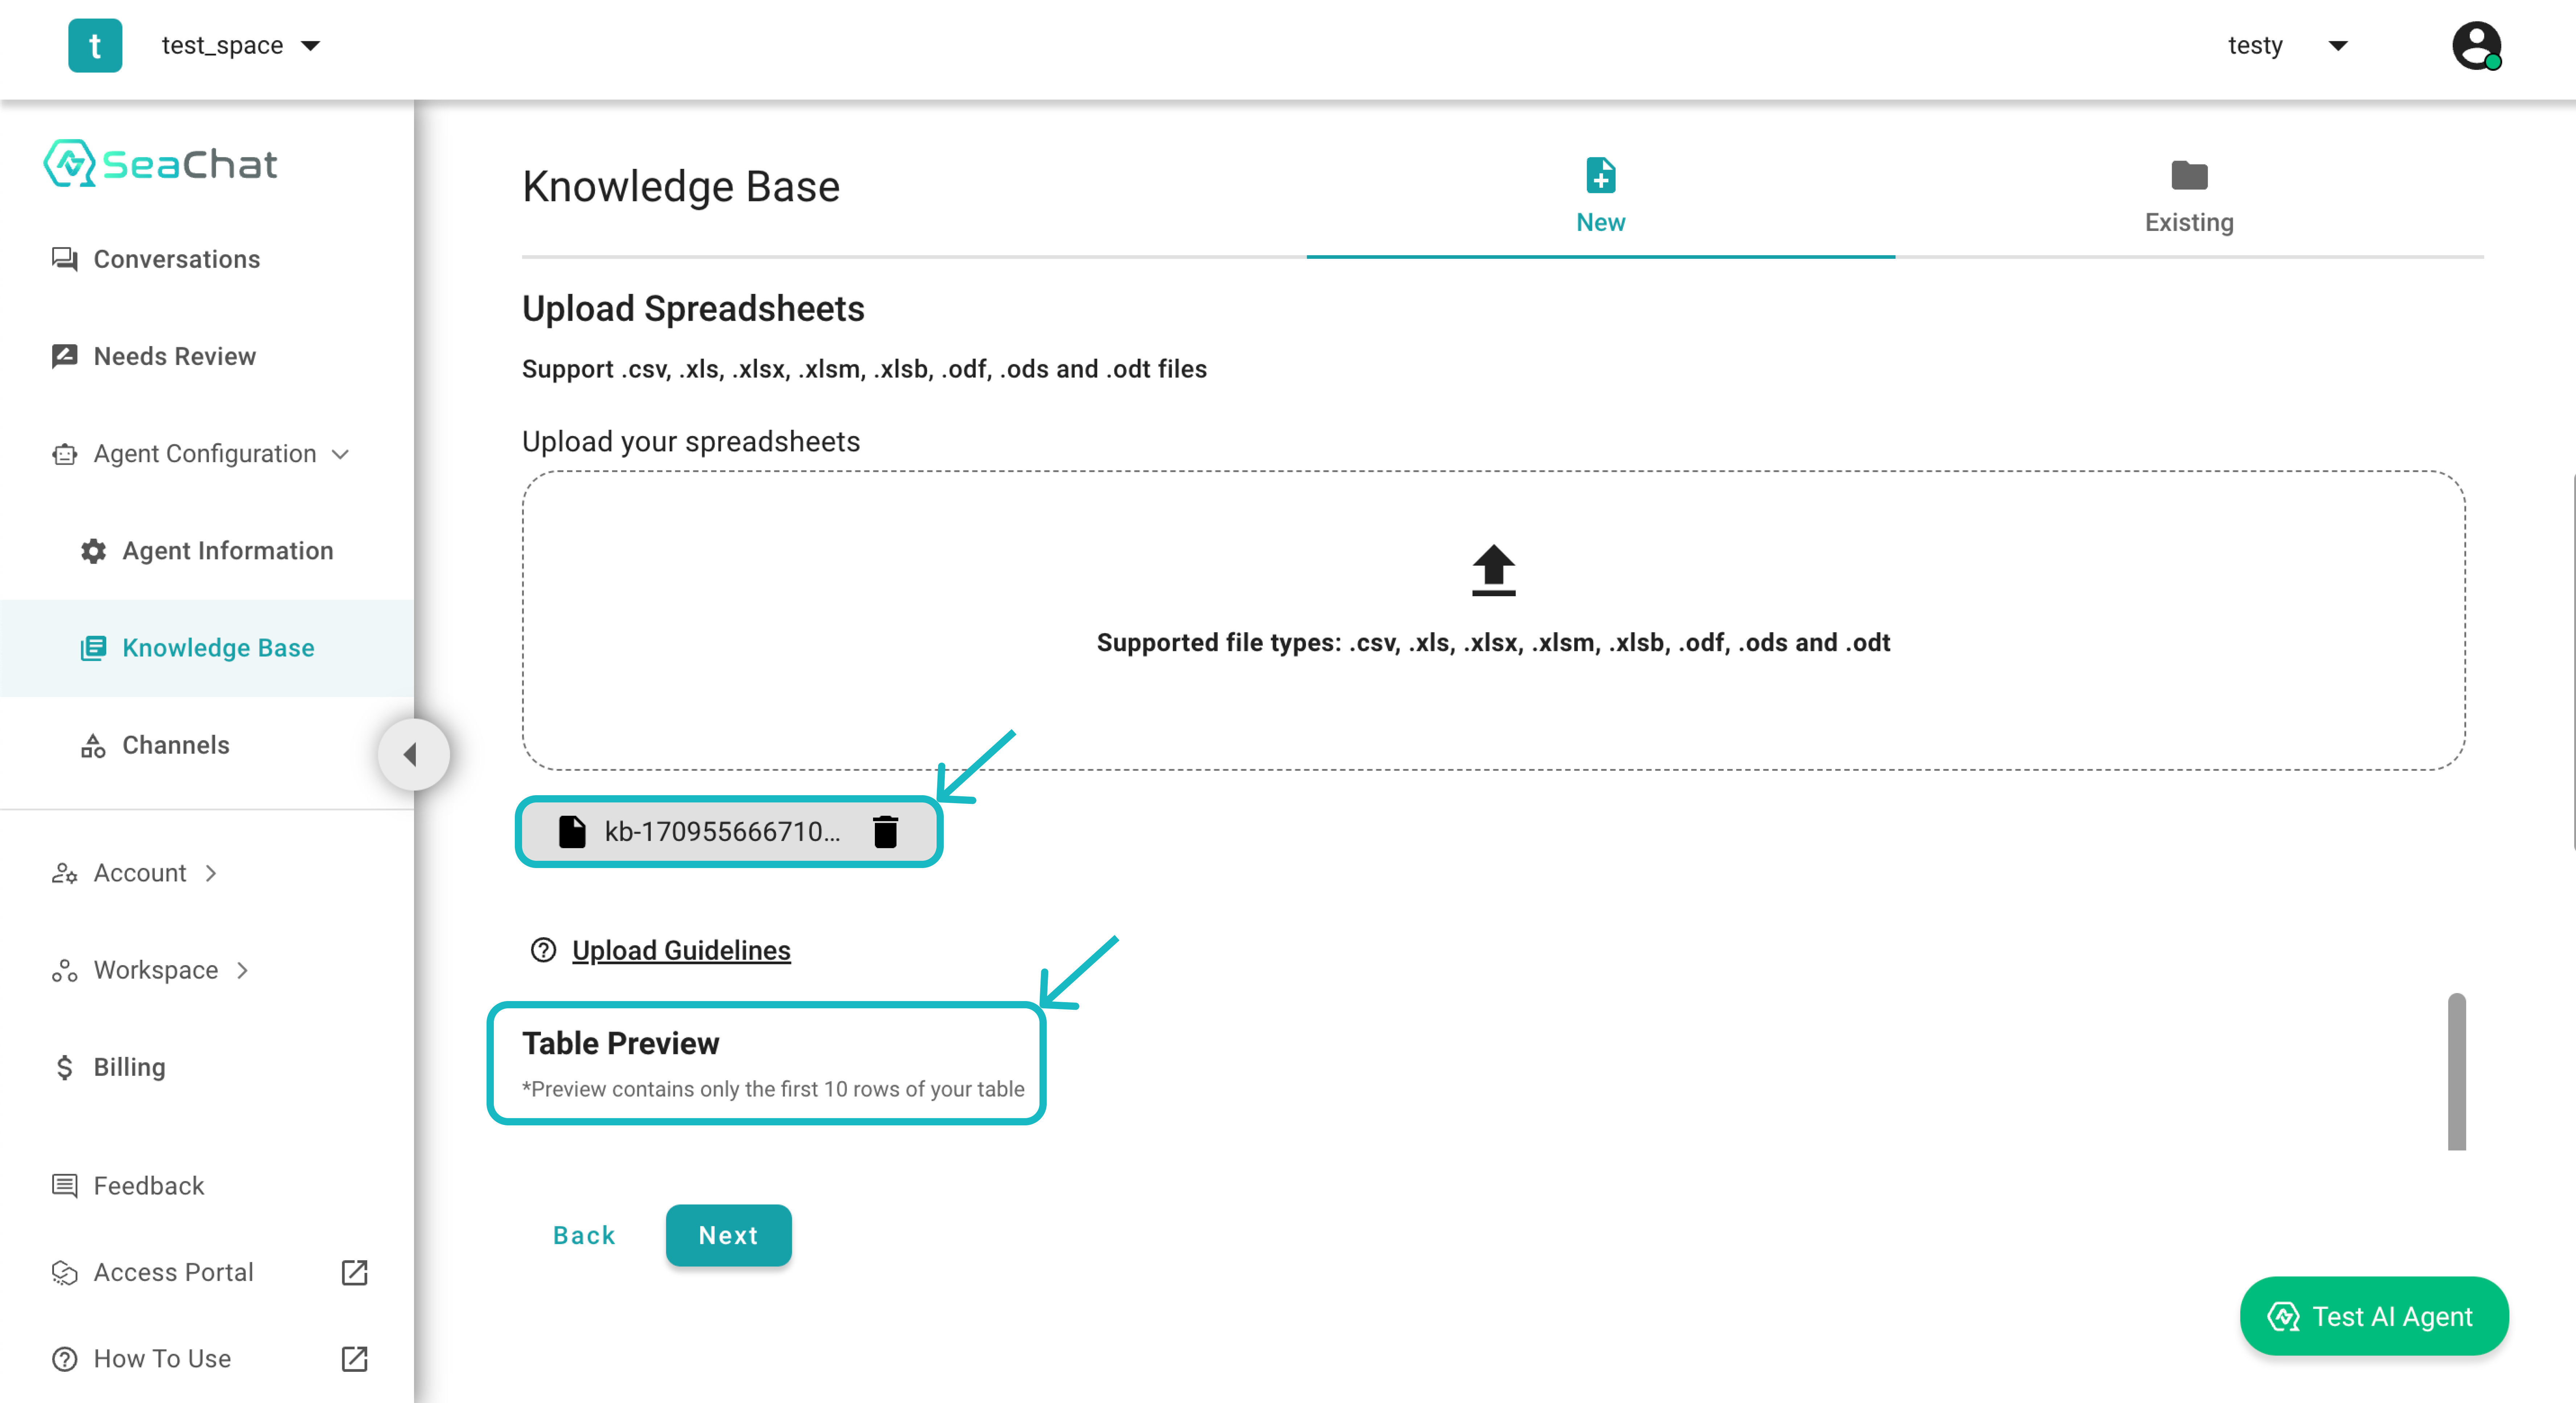 t test_space testy
SeaChat
Conversations
Needs Review
Agent Configuration
Agent Information
Knowledge Base
Channels
Account
Workspace
Billing
Feedback
Access Portal
How To Use
Knowledge Base
New
Existing
Upload Spreadsheets
Support .csv, .xls, .xlsx, .xlsm, .xlsb, .odf, .ods and .odt files
Upload your spreadsheets
Supported file types: .csv, .xls, .xlsx, .xlsm, .xlsb, .odf, .ods and .odt
kb-170955666710...
Upload Guidelines
Table Preview
*Preview contains only the first 10 rows of your table
Back Next
Test AI Agent